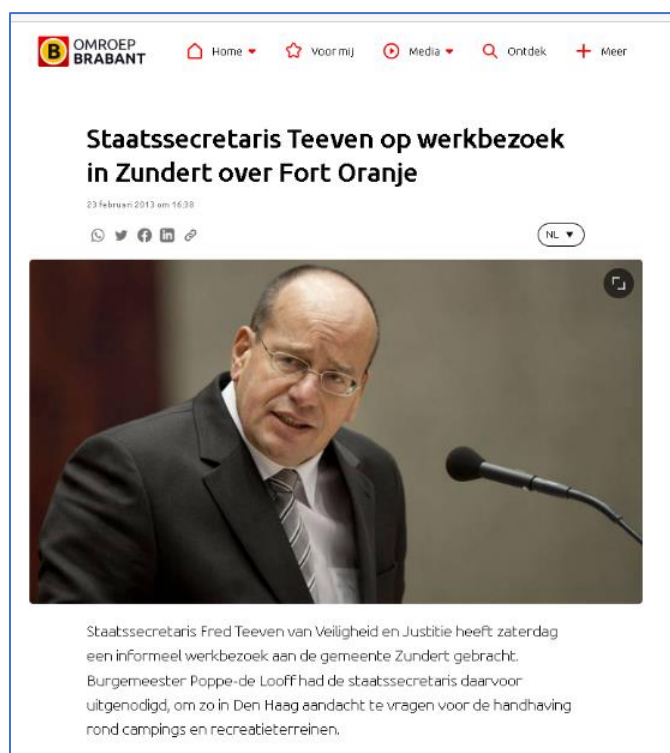 OMROEP
BRABANT
B
Home
Voor mij
Media
Ontdek
Meer
Staatssecretaris Teeven op werkbezoek
in Zundert over Fort Oranje
23 februari 2013 om 16:38
NL
Staatssecretaris Fred Teeven van Veiligheid en Justitie heeft zaterdag
een informeel werkbezoek aan de gemeente Zundert gebracht.
Burgemeester Poppe-de Looff had de staatssecretaris daarvoor
uitgenodigd, om zo in Den Haag aandacht te vragen voor de handhaving
rond campings en recreatieterreinen.